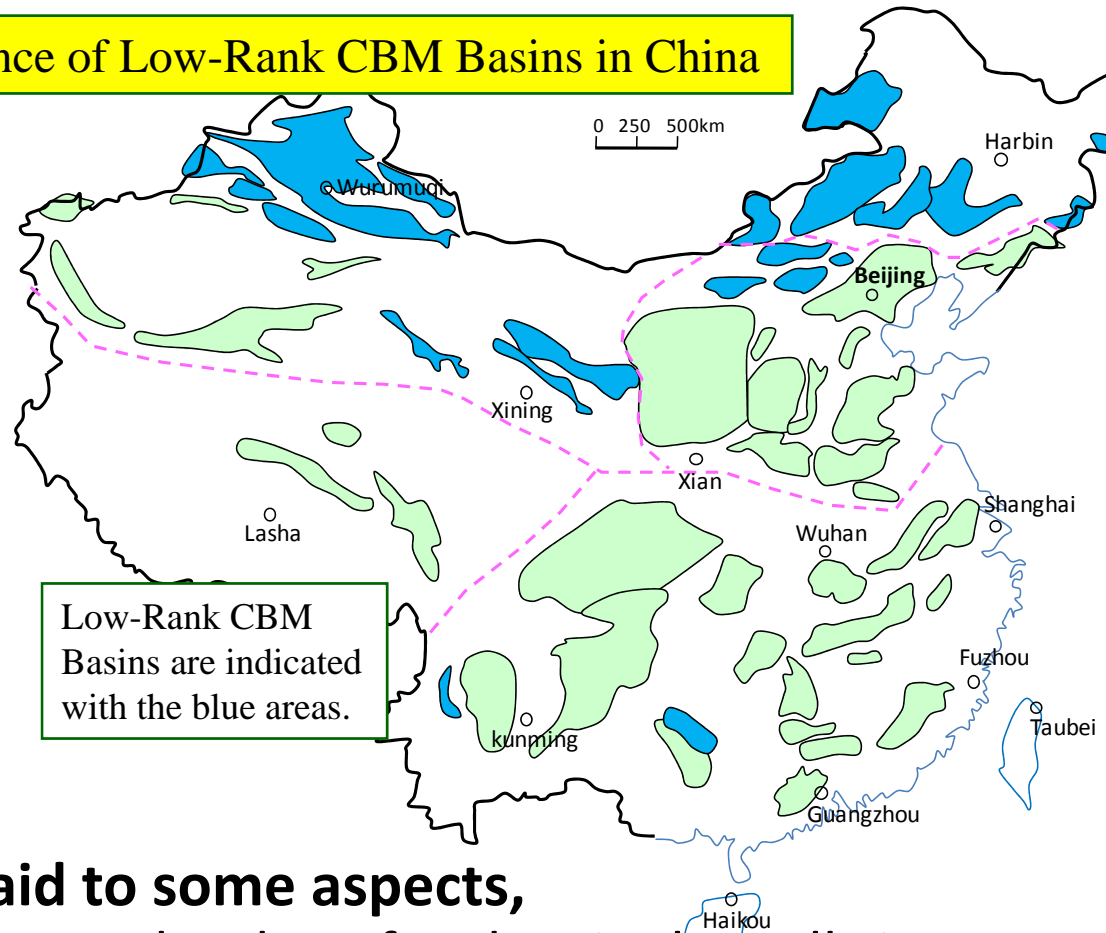 nce of Low-Rank CBM Basins in China
0 250 500km
Harbin
Wurumuqi
Beijing
Xining
Xian
Shanghai
Lasha
Wuhan
Low-Rank CBM
Basins are indicated
with the blue areas.
Fuzhou
Taubei
kunming
Guangzhou
aid to some aspects,
Haikou